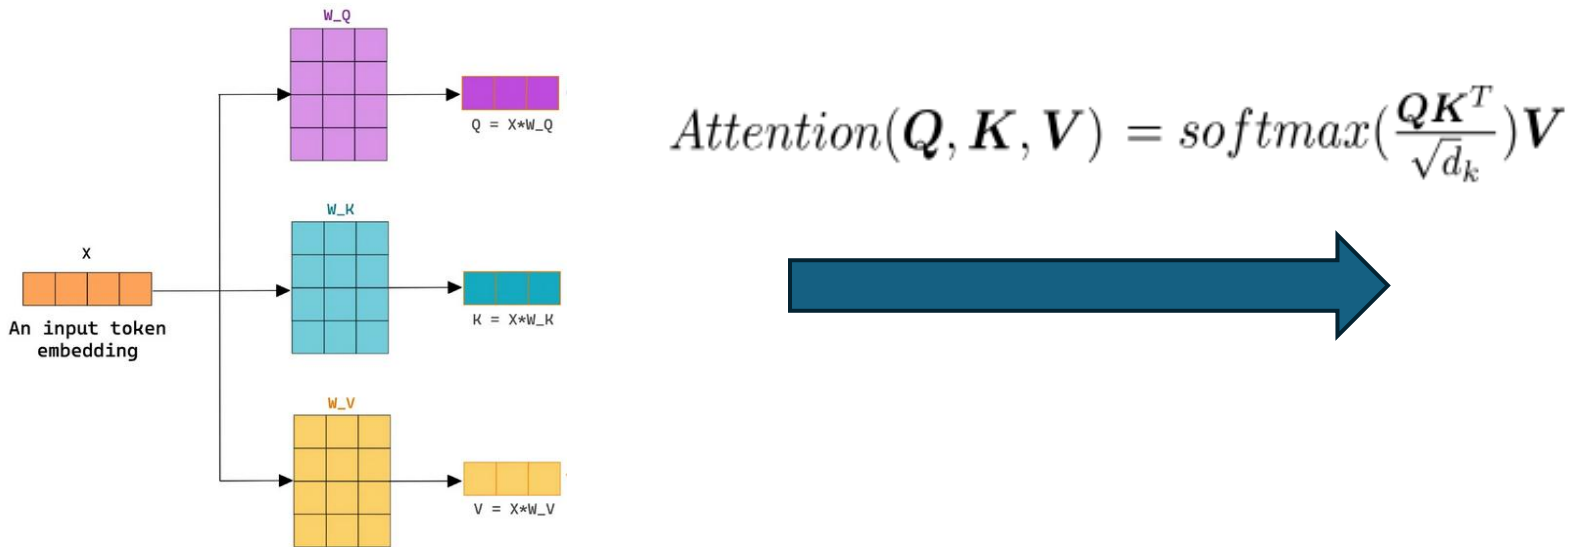 W_Q
Q = X*W_Q
Attention(Q, K, V) = softmax(QK^T/√d_k)V
W_K
X
An input token
embedding
K = X*W_K
W_V
V = X*W_V